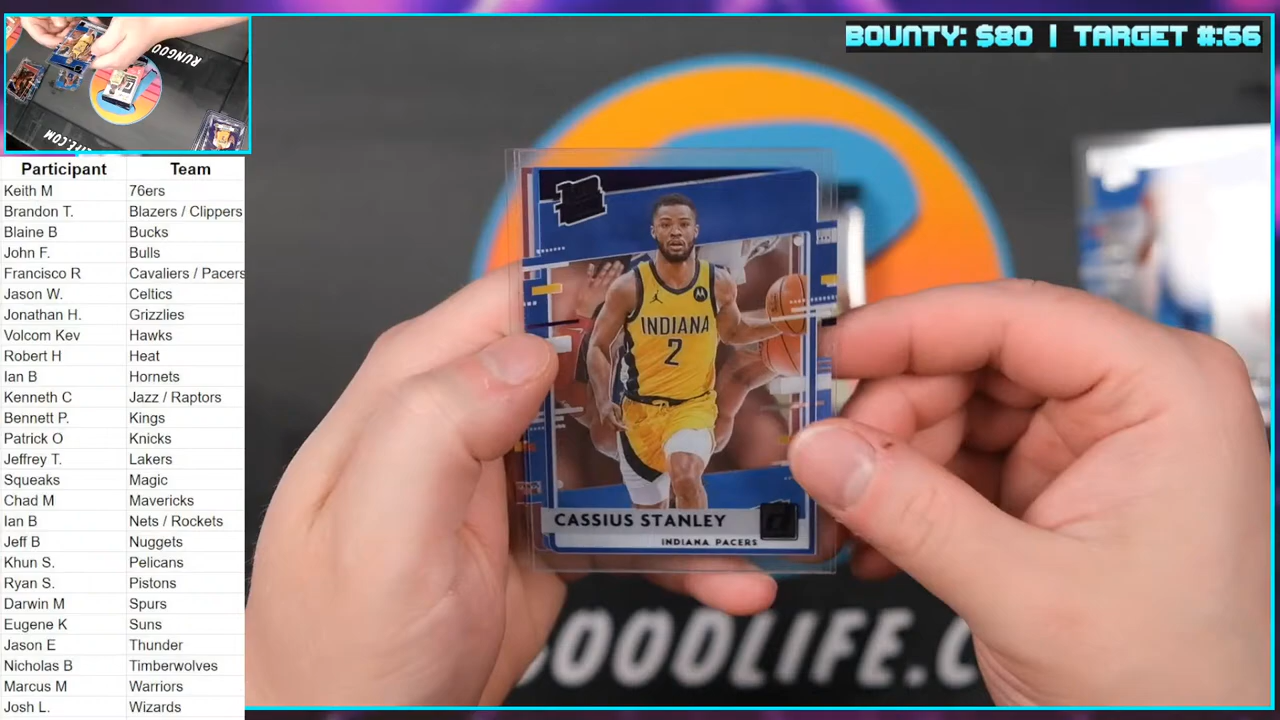 BOUNTY: $80 | TARGET #:66
RUNGOOD
LIFE.COM
Participant Team
Keith M 76ers
Brandon T. Blazers / Clippers
Blaine B Bucks
John F. Bulls
Francisco R Cavaliers / Pacers
Jason W. Celtics
Jonathan H. Grizzlies
Volcom Kev Hawks
Robert H Heat
Ian B Hornets
Kenneth C Jazz / Raptors
Bennett P. Kings
Patrick O Knicks
Jeffrey T. Lakers
Squeaks Magic
Chad M Mavericks
Ian B Nets / Rockets
Jeff B Nuggets
Khun S. Pelicans
Ryan S. Pistons
Darwin M Spurs
Eugene K Suns
Jason E Thunder
Nicholas B Timberwolves
Marcus M Warriors
Josh L. Wizards
INDIANA
2
CASSIUS STANLEY
INDIANA PACERS
GOODLIFE.C